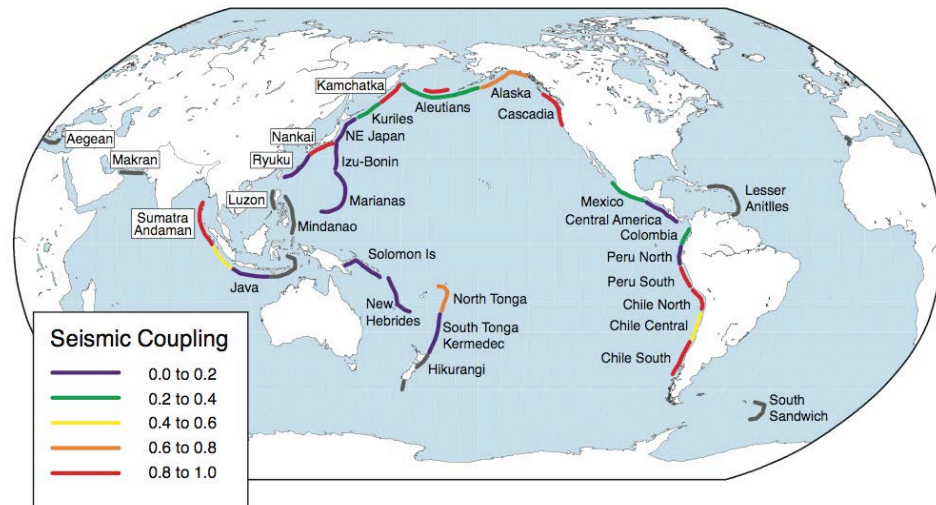 Kamchatka
Alaska
Aleutians
Kuriles
Cascadia
Nankai
NE Japan
Aegean
Makran
Ryuku
Izu-Bonin
Luzon
Marianas
Mexico
Lesser
Anitlles
Sumatra
Andaman
Mindanao
Central America
Colombia
Solomon Is
Peru North
Java
Peru South
New
Hebrides
North Tonga
Chile North
South Tonga
Kermedec
Chile Central
Hikurangi
Chile South
South
Sandwich
Seismic Coupling
0.0 to 0.2
0.2 to 0.4
0.4 to 0.6
0.6 to 0.8
0.8 to 1.0